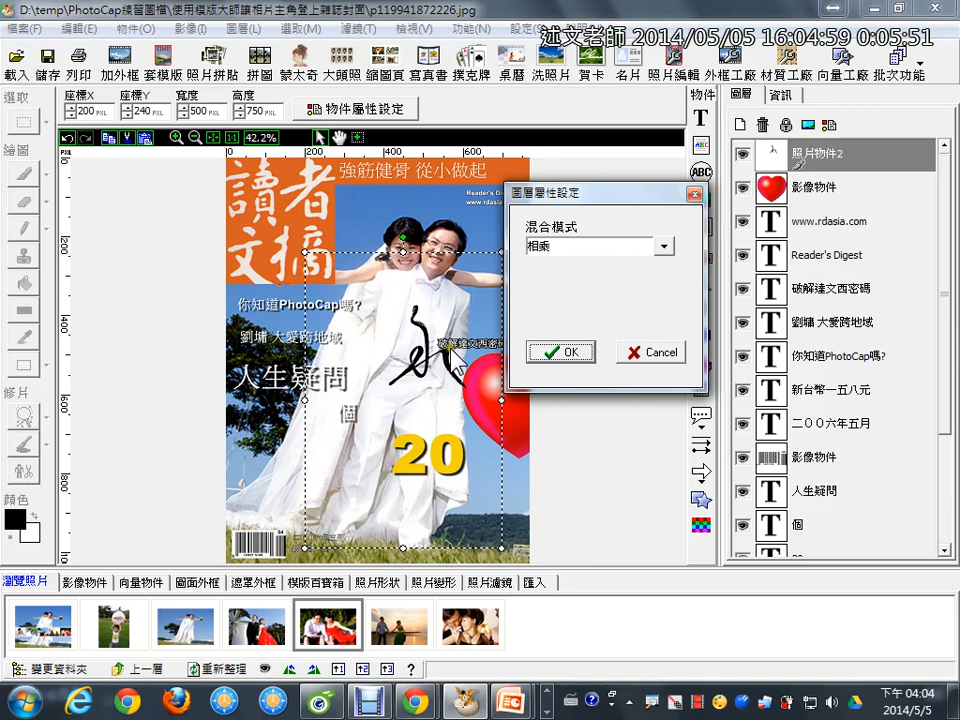 D:\temp\PhotoCap練習圖檔\使用模版大師讓相片主角登上雜誌封面\p119941872226.jpg
檔案(F) 編輯(E) 物件(O) 影像(I) 圖層(L) 選取(M) 濾鏡(T) 檢視(V) 功能(N)
述文老師 2014/05/05 16:04:59 0:05:51
載入 儲存 列印 加外框 套模版 照片拼貼 拼圖 蒙太奇 大頭照 縮圖頁 寫真書 撲克牌 桌曆 洗照片 賀卡 名片 照片編輯 外框工廠 材質工廠 向量工廠 批次功能
選取 座標X 座標Y 寬度 高度 物件 圖層 資訊
200 PXL 240 PXL 500 PXL 750 PXL 物件屬性設定
42.2%
繪圖
修片
顏色
0 200 400 600
讀者
文摘
強筋健骨 從小做起
你知道PhotoCap嗎?
劉墉 大愛跨地域
人生疑問
個
20
永
圖層屬性設定
混合模式
相乘
OK Cancel
照片物件2
影像物件
www.rdasia.com
Reader's Digest
破解達文西密碼
劉墉 大愛跨地域
你知道PhotoCap嗎?
新台幣一五八元
二００六年五月
影像物件
人生疑問
個
瀏覽照片 影像物件 向量物件 圖面外框 遮罩外框 模版百寶箱 照片形狀 照片變形 照片濾鏡 匯入
變更資料夾 上一層 重新整理
下午 04:04
2014/5/5